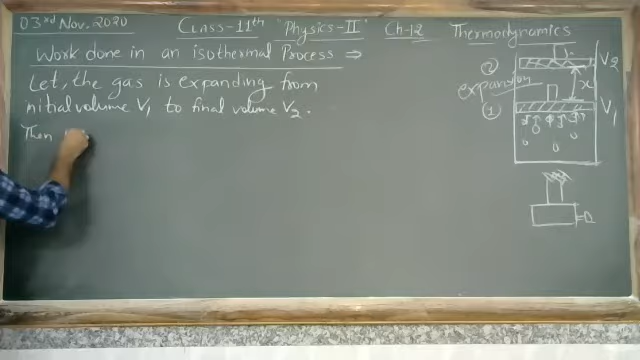 03rd Nov. 2020 Class-11th "Physics-II" Ch-12 Thermodynamics
Work done in an isothermal Process ⇒
Let, the gas is expanding from
initial volume V1 to final volume V2.
Then
② V2
expansion x
① V1